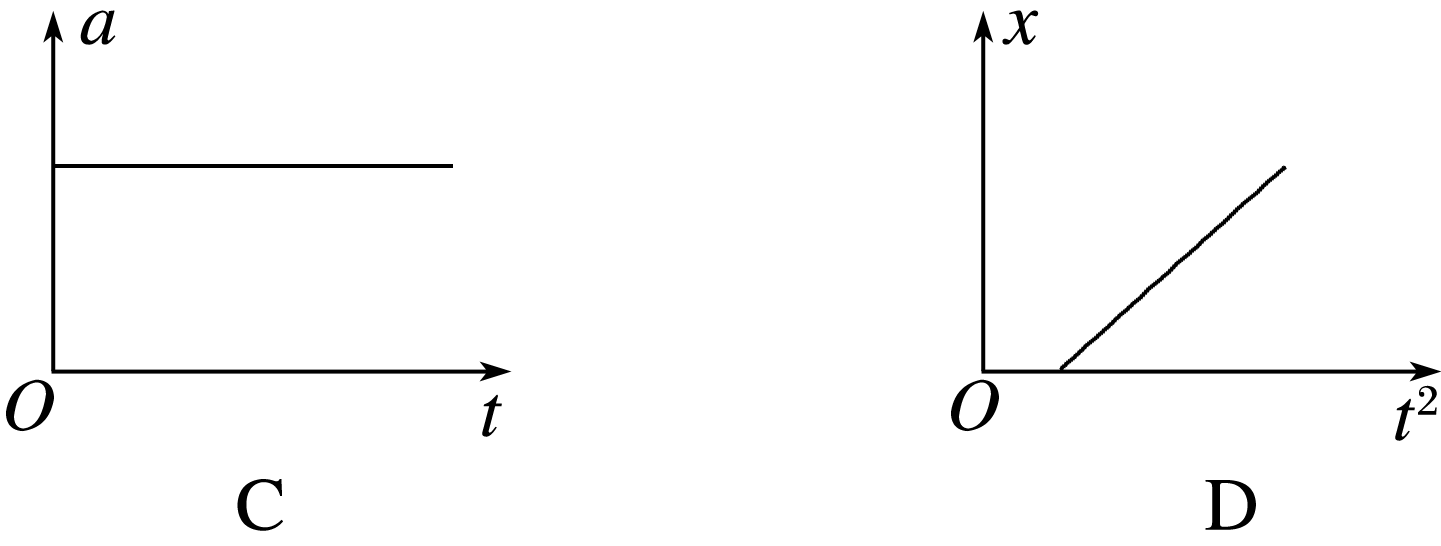 a x
O t O t²
C D